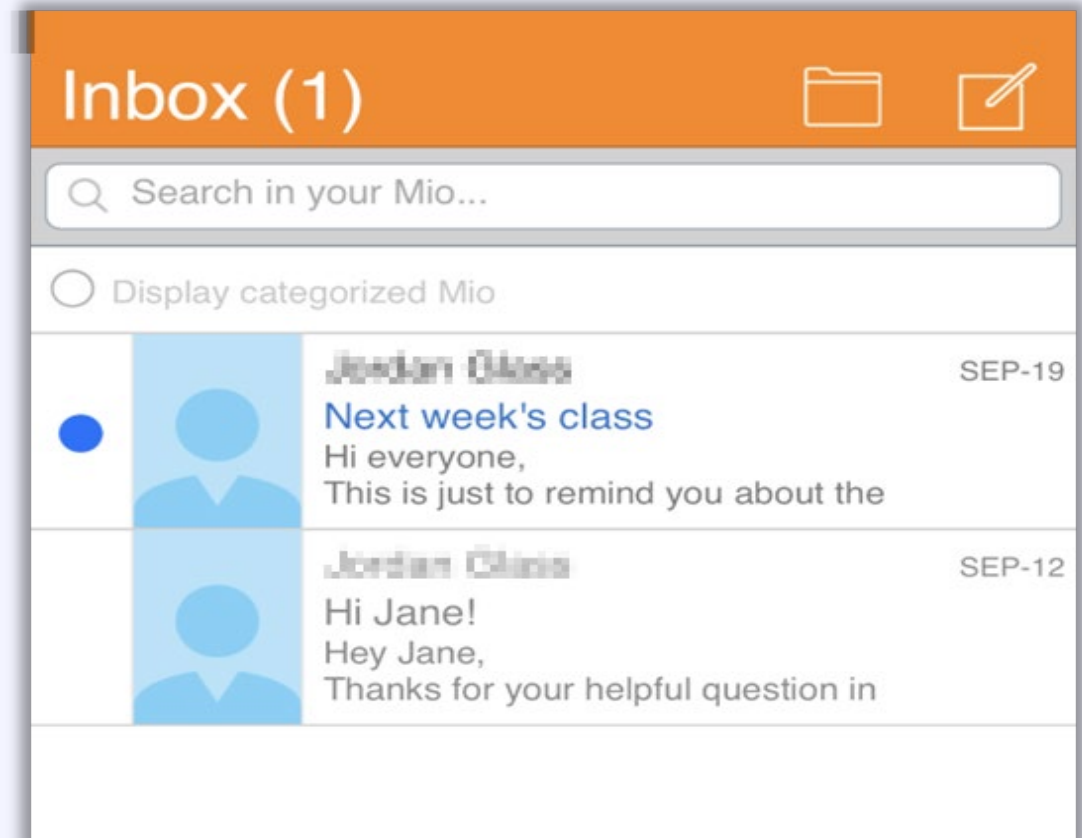 Inbox (1)
Search in your Mio...
Display categorized Mio
SEP-19
Next week's class
Hi everyone,
This is just to remind you about the
SEP-12
Hi Jane!
Hey Jane,
Thanks for your helpful question in